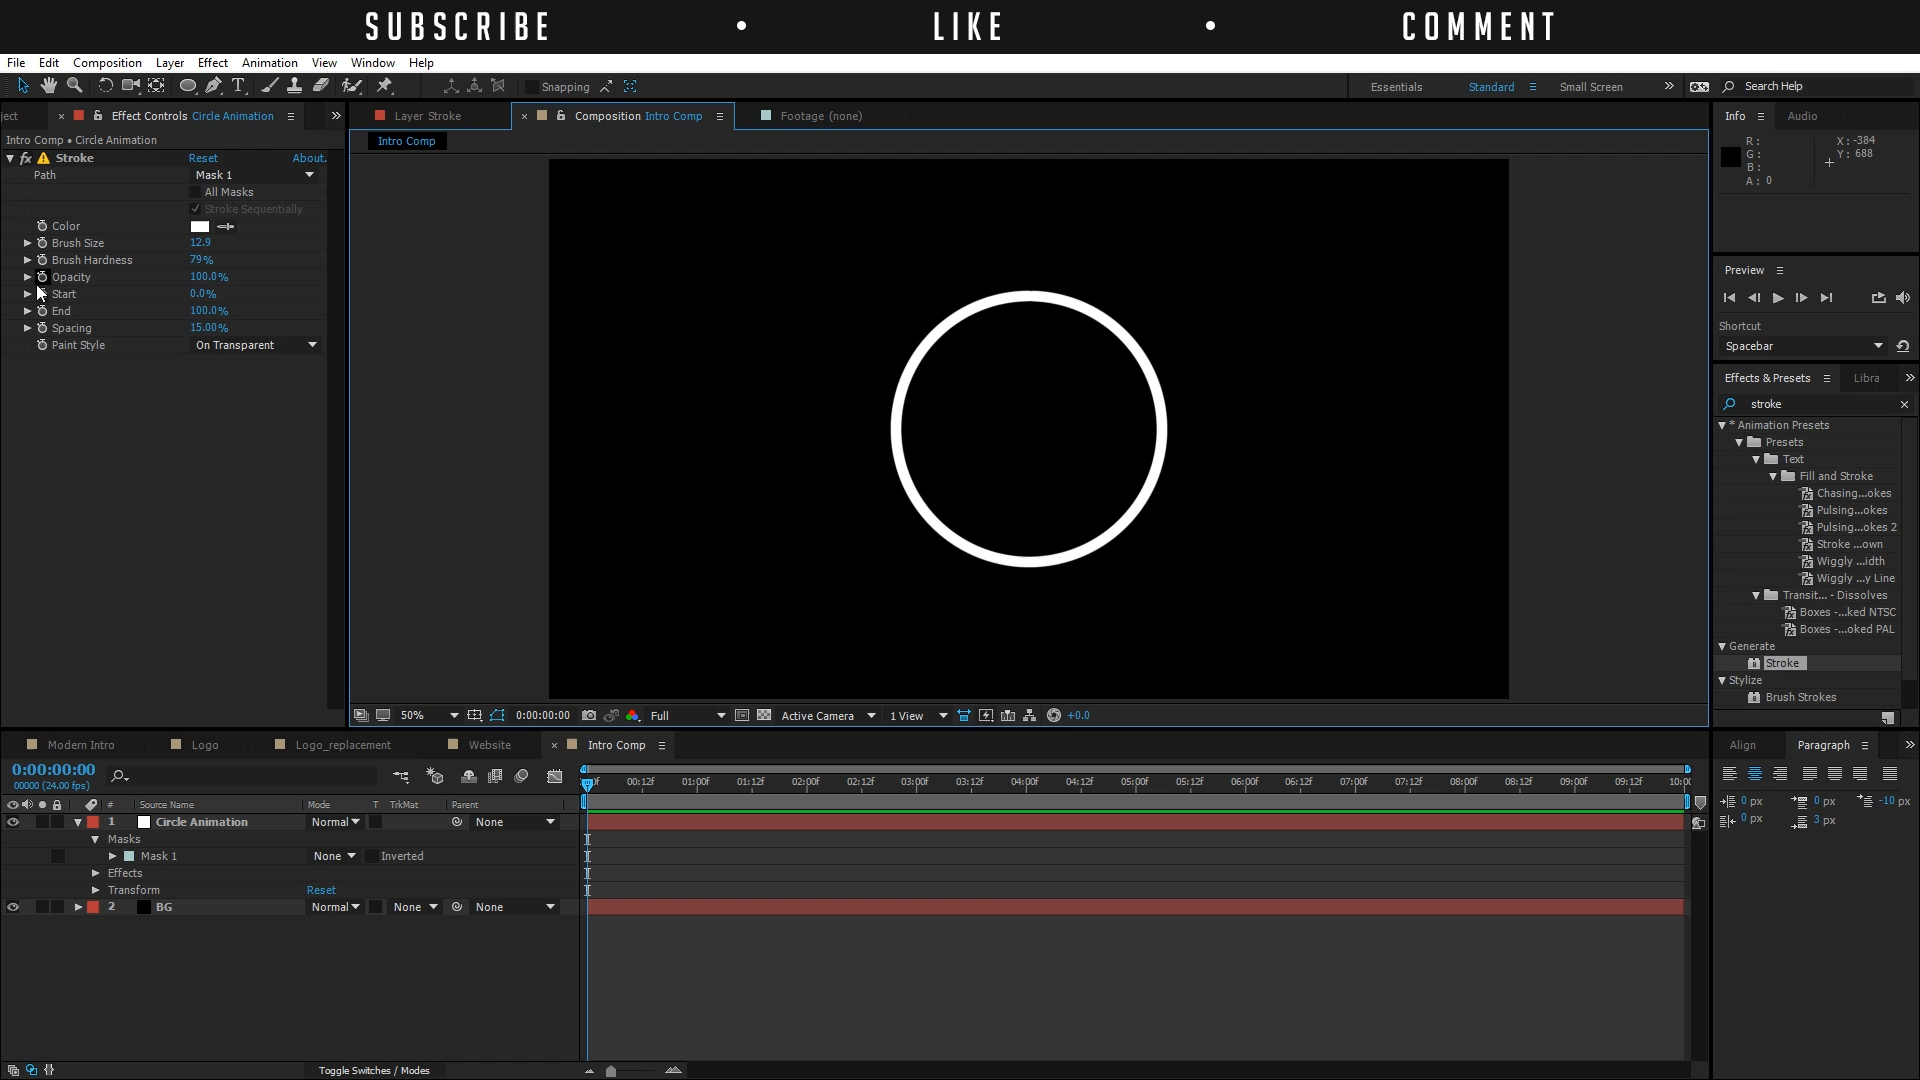 SUBSCRIBE • LIKE • COMMENT
File Edit Composition Layer Effect Animation View Window Help
Snapping Essentials Standard Small Screen Search Help
ject Effect Controls Circle Animation Layer Stroke Composition Intro Comp Footage (none) Info Audio
Intro Comp • Circle Animation
Intro Comp
fx Stroke Reset About.
Path Mask 1
All Masks
Stroke Sequentially
Color
Brush Size 12.9
Brush Hardness 79%
Opacity 100.0%
Start 0.0%
End 100.0%
Spacing 15.00%
Paint Style On Transparent
R: X: -384
G: Y: 688
B:
A: 0
Preview
Shortcut
Spacebar
Effects & Presets Libra
stroke
* Animation Presets
Presets
Text
Fill and Stroke
Chasing...okes
Pulsing...okes
Pulsing...okes 2
Stroke ...own
Wiggly ...idth
Wiggly ...y Line
Transit... - Dissolves
Boxes -...ked NTSC
Boxes -...oked PAL
Generate
Stroke
Stylize
Brush Strokes
50% 0:00:00:00 Full Active Camera 1 View +0.0
Modern Intro Logo Logo_replacement Website Intro Comp
0:00:00:00
00000 (24.00 fps)
00:12f 01:00f 01:12f 02:00f 02:12f 03:00f 03:12f 04:00f 04:12f 05:00f 05:12f 06:00f 06:12f 07:00f 07:12f 08:00f 08:12f 09:00f 09:12f 10:0
# Source Name Mode T TrkMat Parent
1 Circle Animation Normal None
Masks
Mask 1 None Inverted
Effects
Transform Reset
2 BG Normal None None
Toggle Switches / Modes
Align Paragraph
0 px 0 px -10 px
0 px 3 px